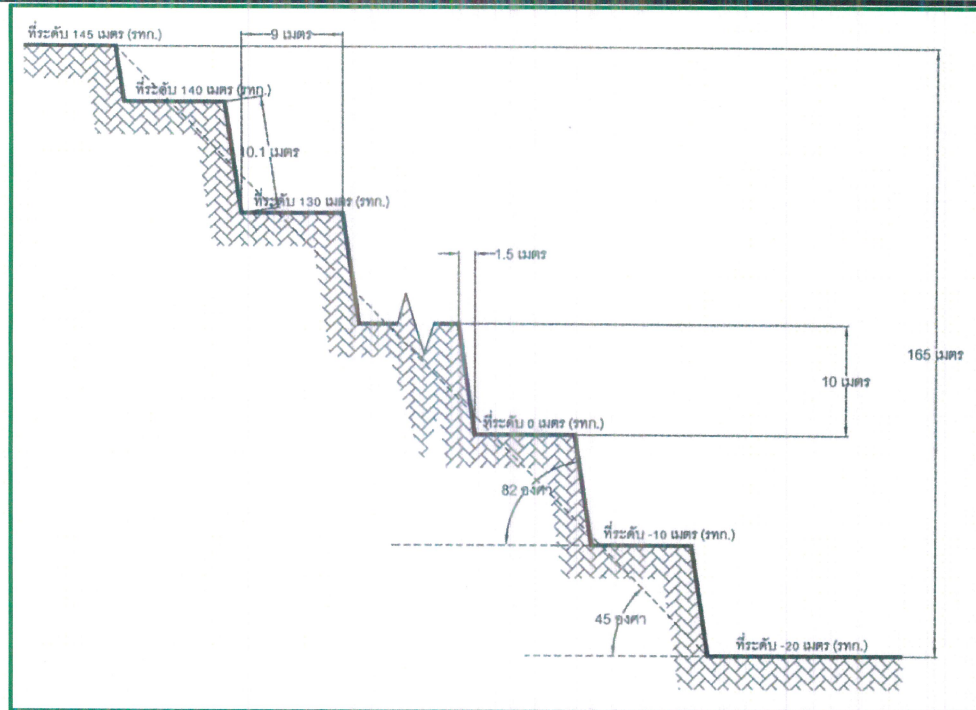 ที่ระดับ 145 เมตร (รทก.)
9 เมตร
ที่ระดับ 140 เมตร (รทก.)
10.1 เมตร
ที่ระดับ 130 เมตร (รทก.)
1.5 เมตร
165 เมตร
10 เมตร
ที่ระดับ 0 เมตร (รทก.)
82 องศา
ที่ระดับ -10 เมตร (รทก.)
45 องศา
ที่ระดับ -20 เมตร (รทก.)